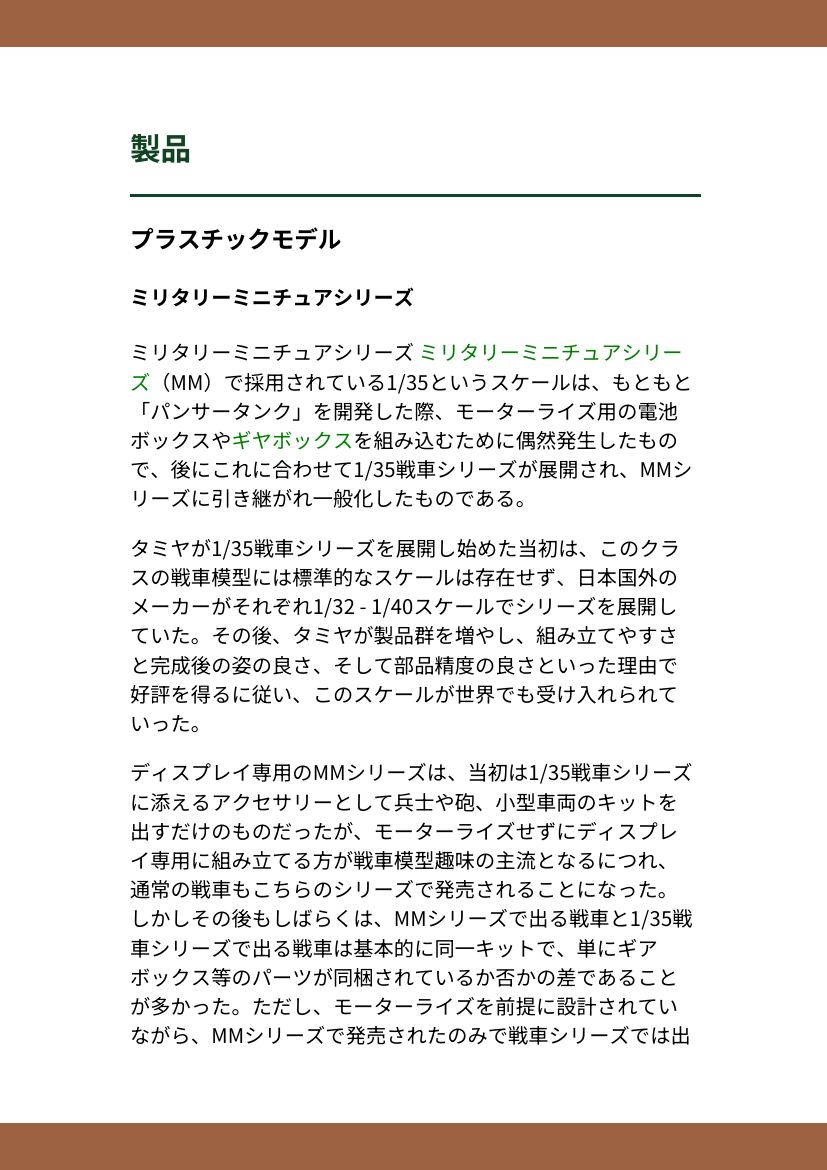 製品
プラスチックモデル
ミリタリーミニチュアシリーズ
ミリタリーミニチュアシリーズ ミリタリーミニチュアシリー
ズ（MM）で採用されている1/35というスケールは、もともと
「パンサータンク」を開発した際、モーターライズ用の電池
ボックスやギヤボックスを組み込むために偶然発生したもの
で、後にこれに合わせて1/35戦車シリーズが展開され、MMシ
リーズに引き継がれ一般化したものである。
タミヤが1/35戦車シリーズを展開し始めた当初は、このクラ
スの戦車模型には標準的なスケールは存在せず、日本国外の
メーカーがそれぞれ1/32 - 1/40スケールでシリーズを展開し
ていた。その後、タミヤが製品群を増やし、組み立てやすさ
と完成後の姿の良さ、そして部品精度の良さといった理由で
好評を得るに従い、このスケールが世界でも受け入れられて
いった。
ディスプレイ専用のMMシリーズは、当初は1/35戦車シリーズ
に添えるアクセサリーとして兵士や砲、小型車両のキットを
出すだけのものだったが、モーターライズせずにディスプレ
イ専用に組み立てる方が戦車模型趣味の主流となるにつれ、
通常の戦車もこちらのシリーズで発売されることになった。
しかしその後もしばらくは、MMシリーズで出る戦車と1/35戦
車シリーズで出る戦車は基本的に同一キットで、単にギア
ボックス等のパーツが同梱されているか否かの差であること
が多かった。ただし、モーターライズを前提に設計されてい
ながら、MMシリーズで発売されたのみで戦車シリーズでは出